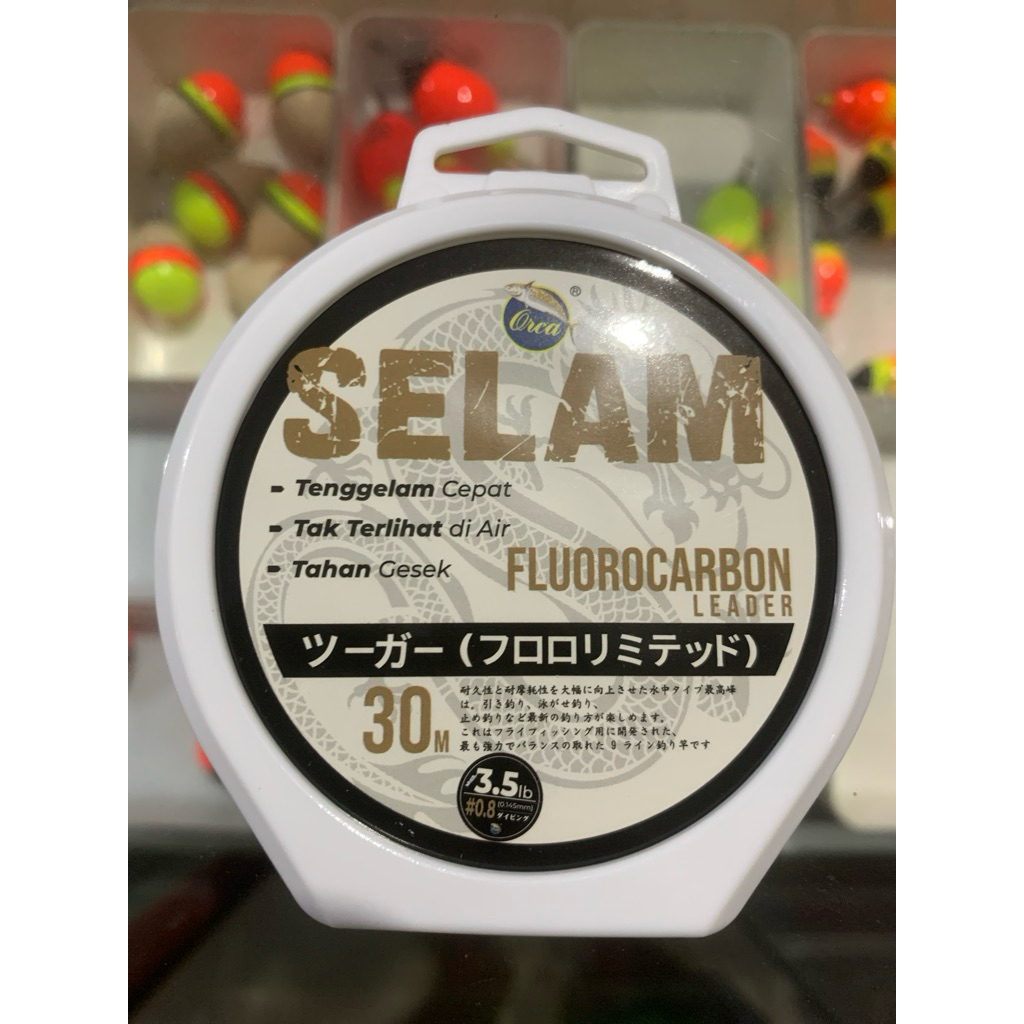 Orca ®
SELAM
Tenggelam Cepat
Tak Terlihat di Air
Tahan Gesek
FLUOROCARBON
LEADER
ツーガー(フロロリミテッド)
30M
耐久性と耐摩耗性を大幅に向上させた水中タイプ最高峰
は。引き釣り、泳がせ釣り、
止め釣りなど最新の釣り方が楽しめます。
これはフライフィッシング用に開発された、
最も強力でバランスの取れた 9 ライン釣り竿です
3.5lb
#0.8 (0.145mm)
ダイビング